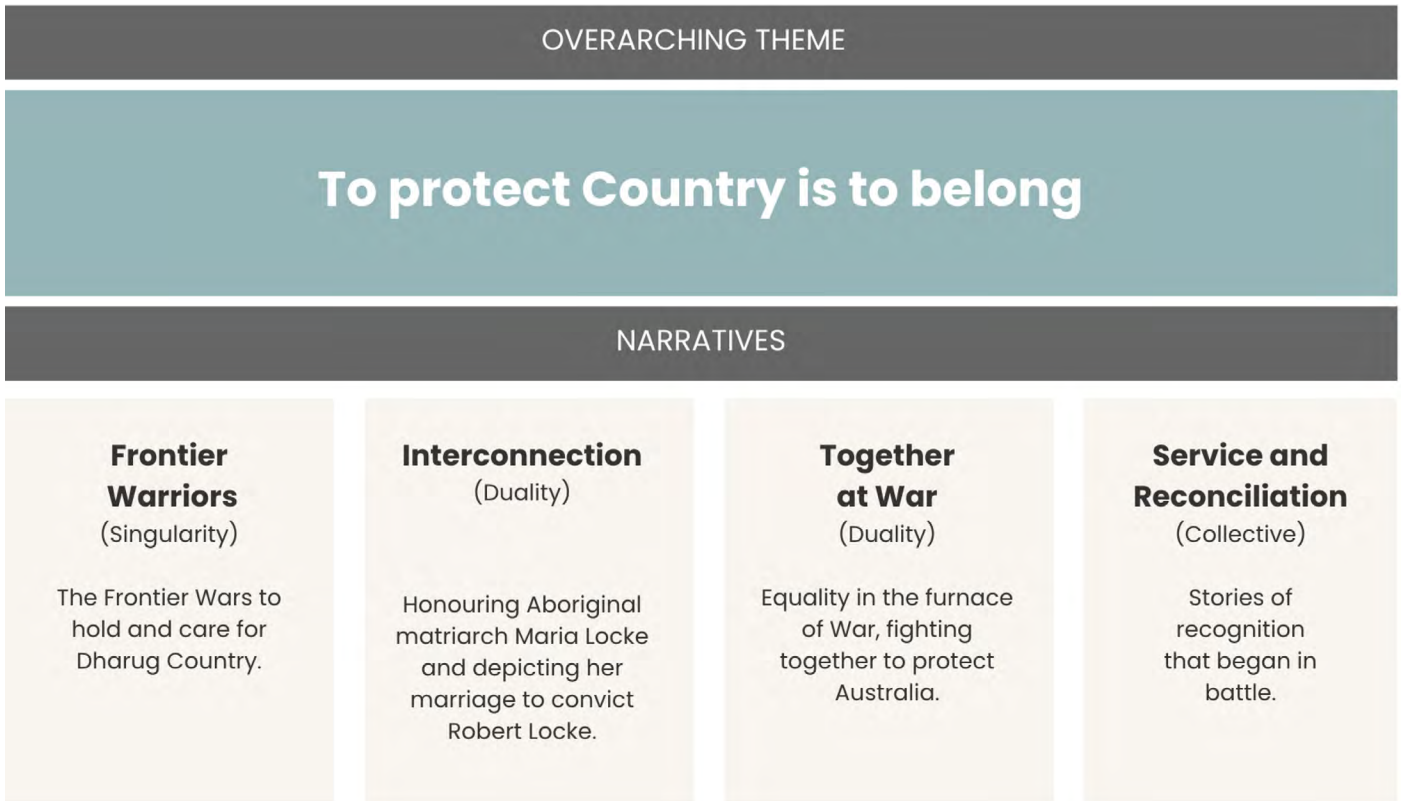 OVERARCHING THEME
To protect Country is to belong
NARRATIVES
Frontier
Warriors
(Singularity)
The Frontier Wars to
hold and care for
Dharug Country.
Interconnection
(Duality)
Honouring Aboriginal
matriarch Maria Locke
and depicting her
marriage to convict
Robert Locke.
Together
at War
(Duality)
Equality in the furnace
of War, fighting
together to protect
Australia.
Service and
Reconciliation
(Collective)
Stories of
recognition
that began in
battle.